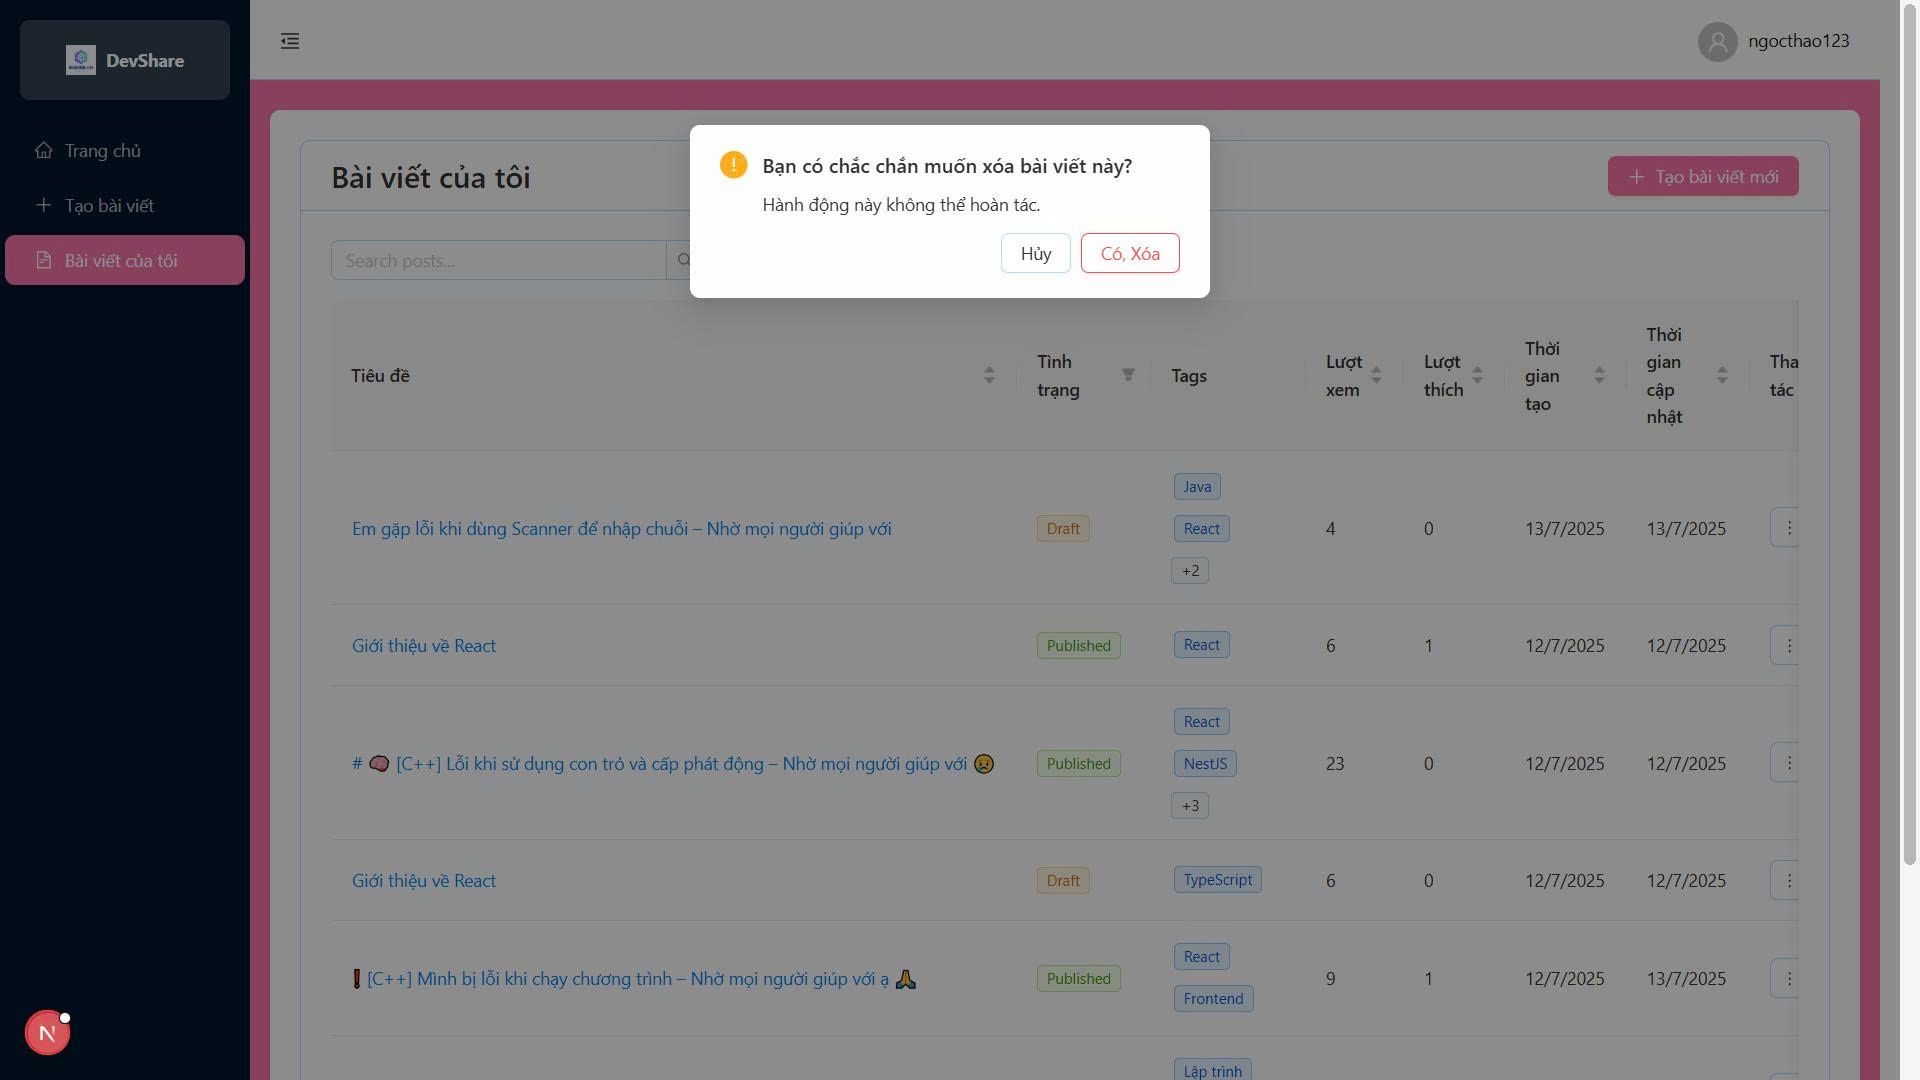 DevShare
ngocthao123
Trang chủ
Tạo bài viết
Bài viết của tôi
Bài viết của tôi
Tạo bài viết mới
Bạn có chắc chắn muốn xóa bài viết này?
Hành động này không thể hoàn tác.
Hủy
Có, Xóa
Search posts...
Tiêu đề
Tình trạng
Tags
Lượt xem
Lượt thích
Thời gian tạo
Thời gian cập nhật
Tha
tác
Em gặp lỗi khi dùng Scanner để nhập chuỗi – Nhờ mọi người giúp với
Draft
Java
React
+2
4
0
13/7/2025
13/7/2025
Giới thiệu về React
Published
React
6
1
12/7/2025
12/7/2025
# 🧠 [C++] Lỗi khi sử dụng con trỏ và cấp phát động – Nhờ mọi người giúp với 😢
Published
React
NestJS
+3
23
0
12/7/2025
12/7/2025
Giới thiệu về React
Draft
TypeScript
6
0
12/7/2025
12/7/2025
❗[C++] Mình bị lỗi khi chạy chương trình – Nhờ mọi người giúp với ạ 🙏
Published
React
Frontend
9
1
12/7/2025
13/7/2025
Lập trình
N